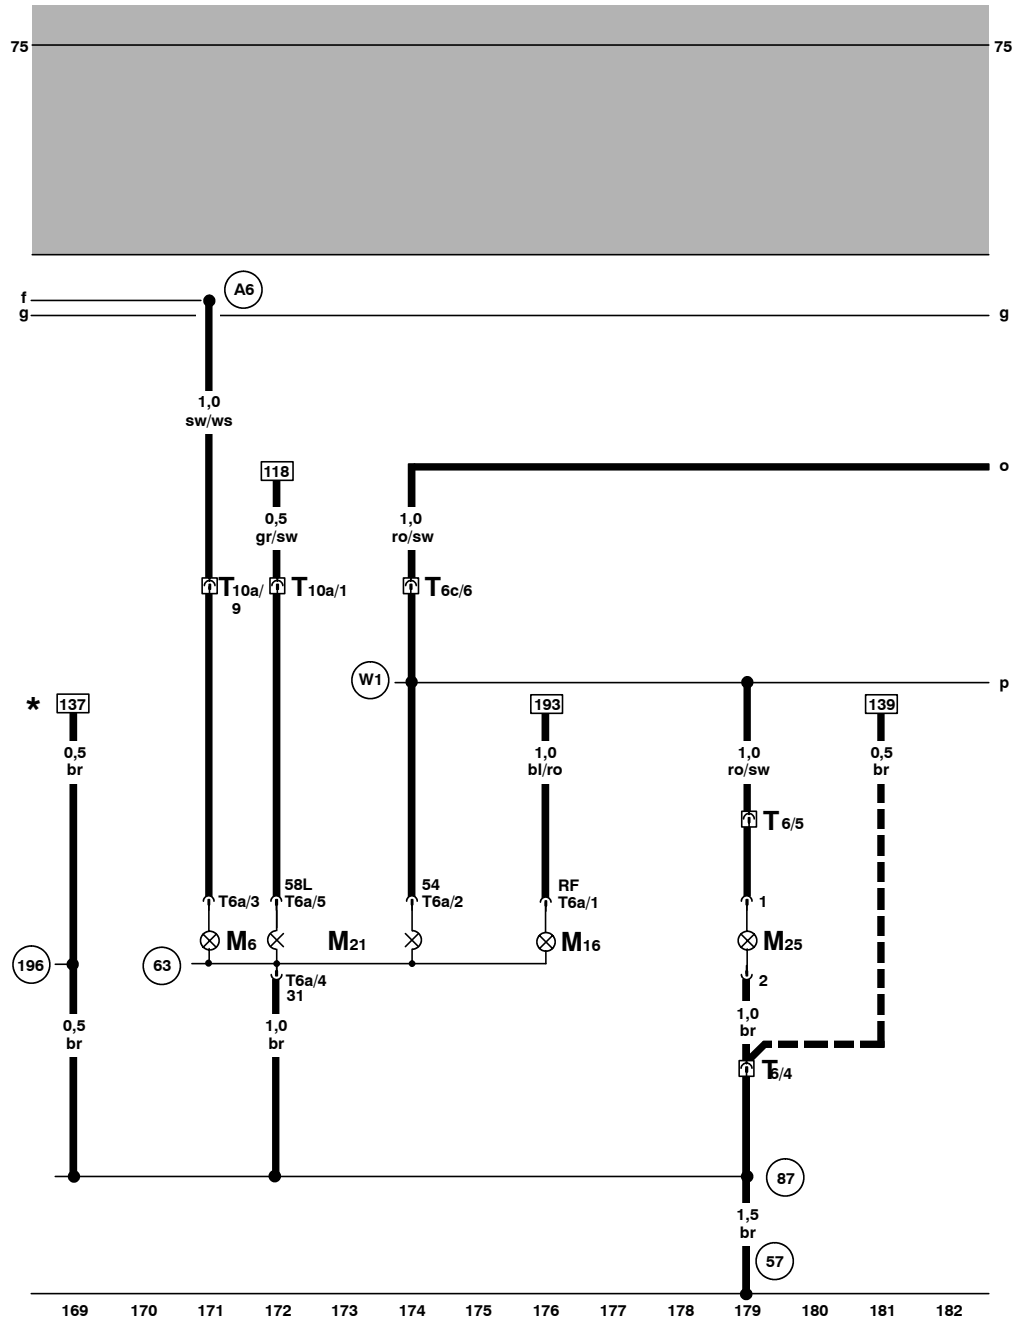 75 75
A6
f
g g
1,0
sw/ws
o
118
0,5
gr/sw
1,0
ro/sw
T10a/
9
T10a/1
T6c/6
W1
p
*
137
193
139
0,5
br
1,0
bl/ro
1,0
ro/sw
0,5
br
T 6/5
58L
54
RF
T6a/3
T6a/5
T6a/2
T6a/1
1
M6
M21
M16
M25
196
63
T6a/4
31
2
0,5
br
1,0
br
1,0
br
T6/4
87
1,5
br
57
169 170 171 172 173 174 175 176 177 178 179 180 181 182